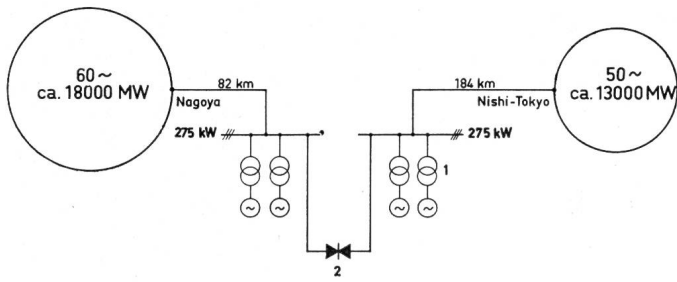 60~
ca. 18000 MW
82 km
Nagoya
275 kW
184 km
Nishi-Tokyo
50~
ca. 13000 MW
275 kW
1
~
~
~
~
2